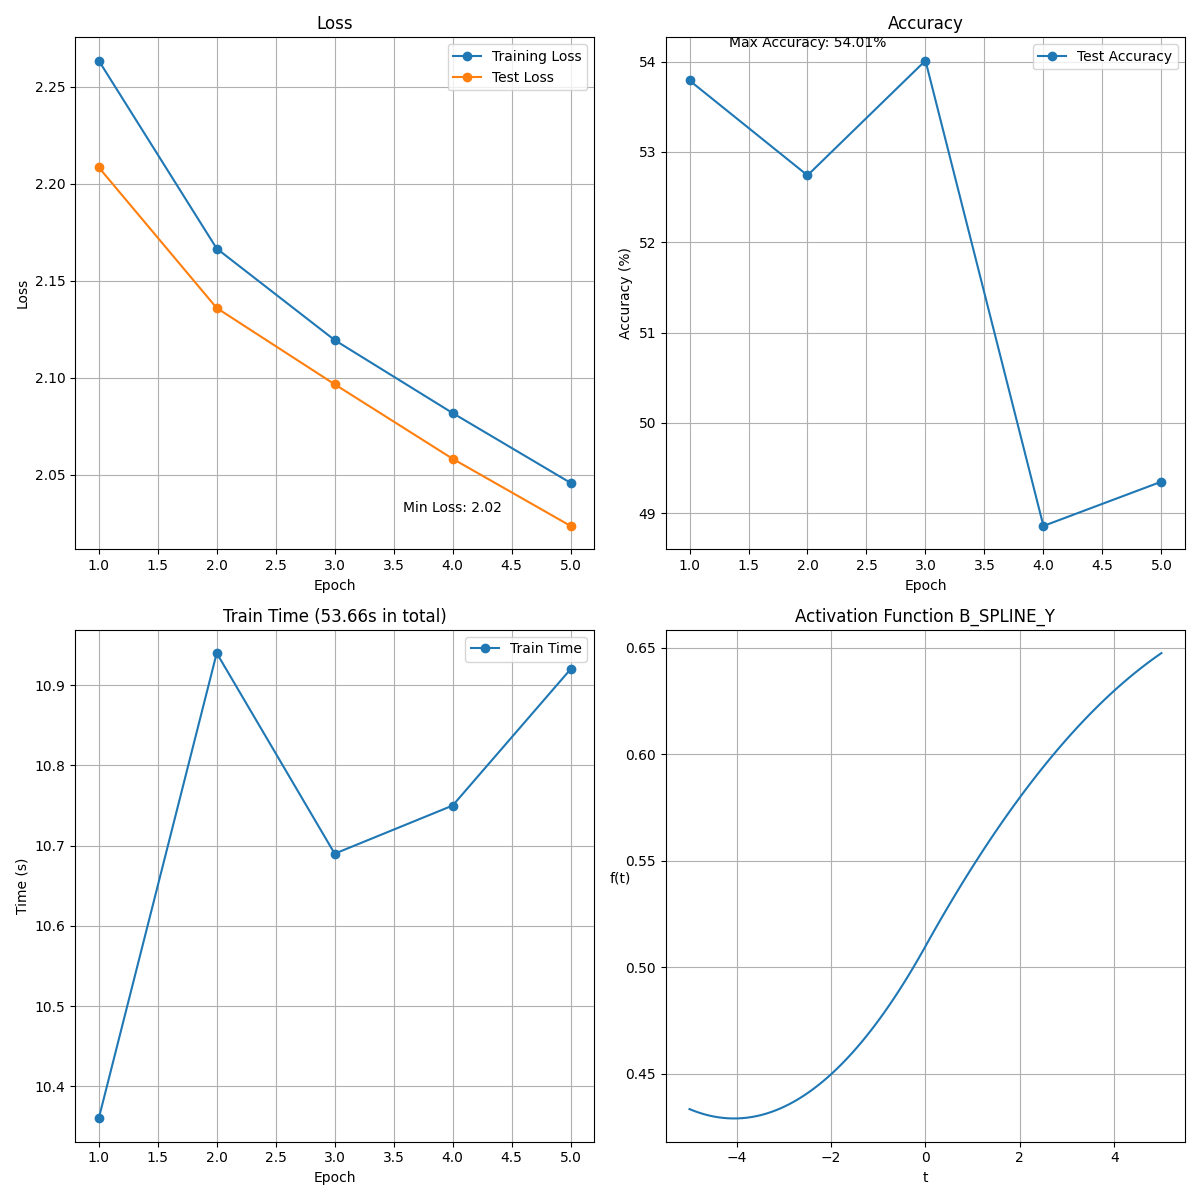 Loss
Training Loss
Test Loss
Min Loss: 2.02
2.25
2.20
2.15
2.10
2.05
Loss
1.0 1.5 2.0 2.5 3.0 3.5 4.0 4.5 5.0
Epoch
Accuracy
Max Accuracy: 54.01%
Test Accuracy
54
53
52
51
50
49
Accuracy (%)
1.0 1.5 2.0 2.5 3.0 3.5 4.0 4.5 5.0
Epoch
Train Time (53.66s in total)
Train Time
10.9
10.8
10.7
10.6
10.5
10.4
Time (s)
1.0 1.5 2.0 2.5 3.0 3.5 4.0 4.5 5.0
Epoch
Activation Function B_SPLINE_Y
0.65
0.60
0.55
0.50
0.45
f(t)
−4 −2 0 2 4
t